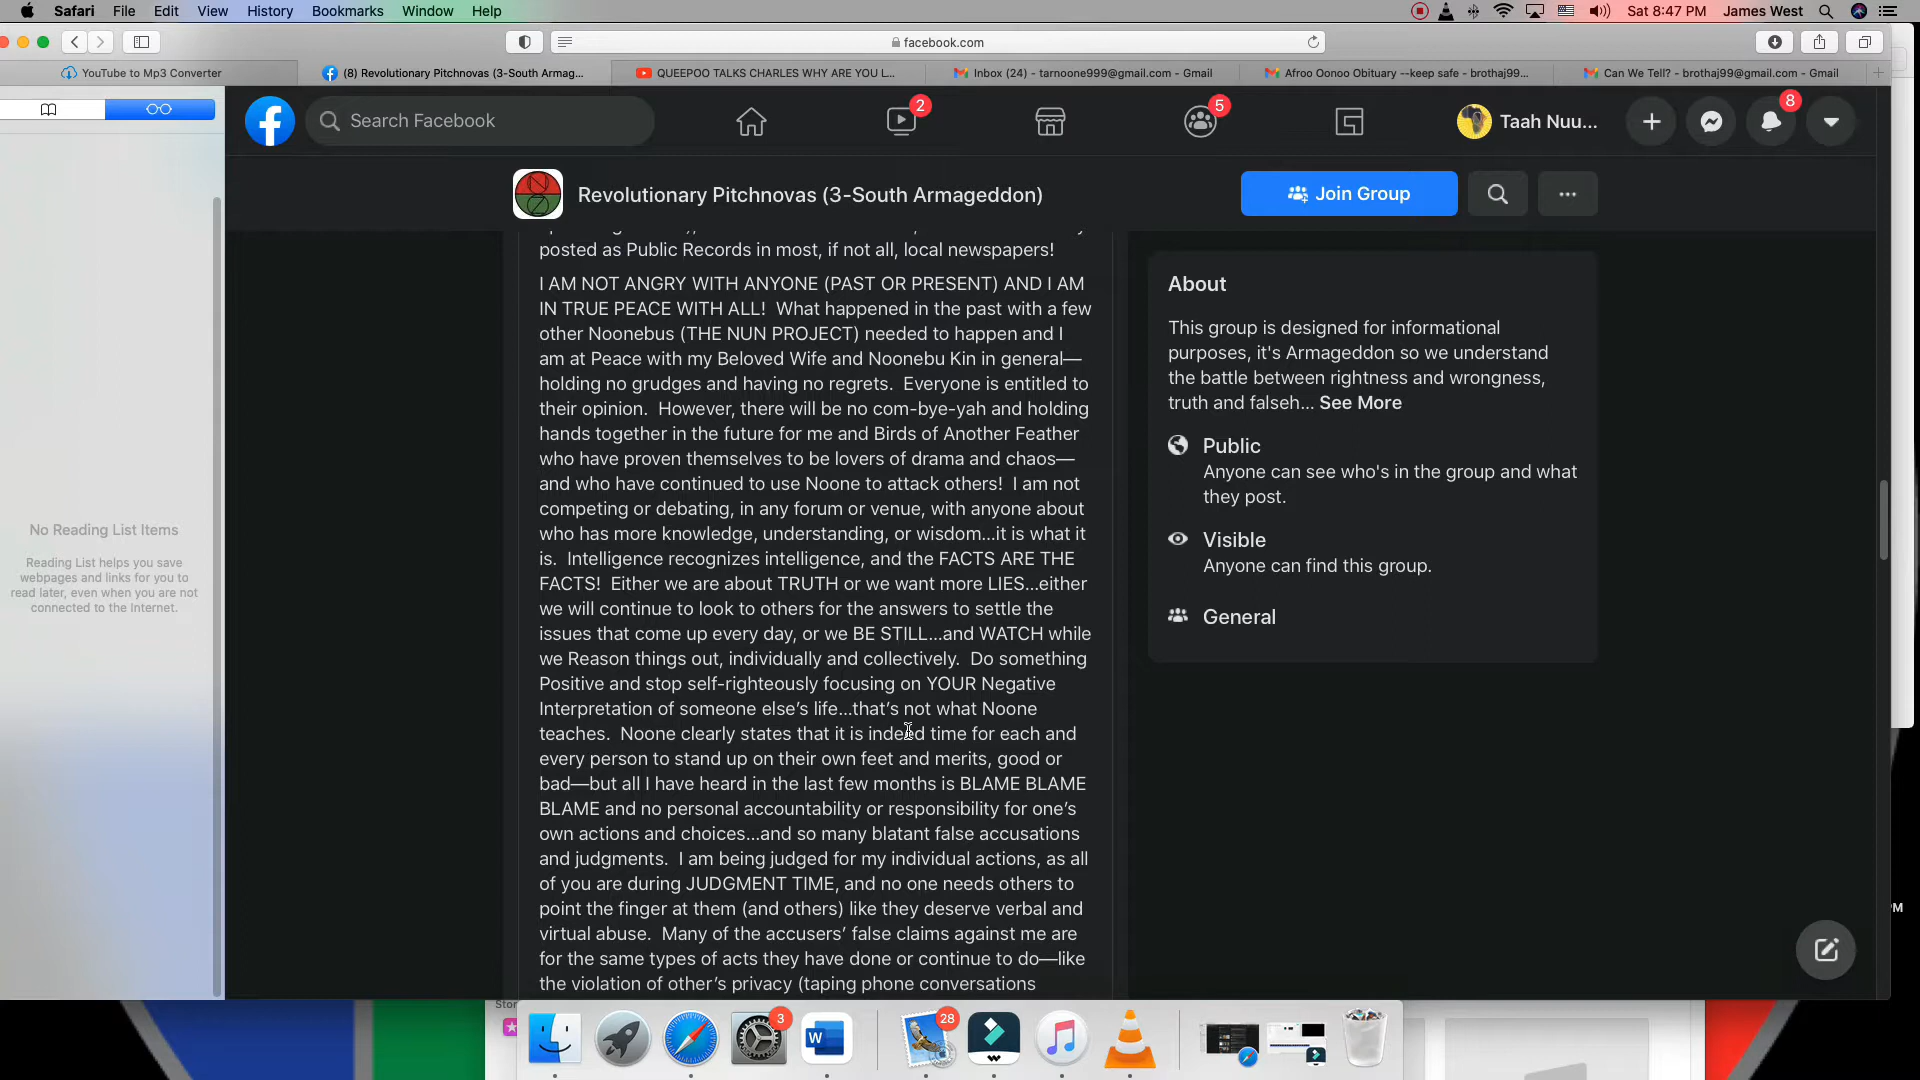 Safari File Edit View History Bookmarks Window Help
Sat 8:47 PM James West
facebook.com
YouTube to Mp3 Converter
(8) Revolutionary Pitchnovas (3-South Armag...
QUEEPOO TALKS CHARLES WHY ARE YOU L...
Inbox (24) - tarnoone999@gmail.com - Gmail
Afroo Oonoo Obituary --keep safe - brothaj99...
Can We Tell? - brothaj99@gmail.com - Gmail
Search Facebook
2
5
Taah Nuu...
8
Revolutionary Pitchnovas (3-South Armageddon)
Join Group
posted as Public Records in most, if not all, local newspapers!
I AM NOT ANGRY WITH ANYONE (PAST OR PRESENT) AND I AM
IN TRUE PEACE WITH ALL! What happened in the past with a few
other Noonebus (THE NUN PROJECT) needed to happen and I
am at Peace with my Beloved Wife and Noonebu Kin in general—
holding no grudges and having no regrets. Everyone is entitled to
their opinion. However, there will be no com-bye-yah and holding
hands together in the future for me and Birds of Another Feather
who have proven themselves to be lovers of drama and chaos—
and who have continued to use Noone to attack others! I am not
competing or debating, in any forum or venue, with anyone about
who has more knowledge, understanding, or wisdom...it is what it
is. Intelligence recognizes intelligence, and the FACTS ARE THE
FACTS! Either we are about TRUTH or we want more LIES...either
we will continue to look to others for the answers to settle the
issues that come up every day, or we BE STILL...and WATCH while
we Reason things out, individually and collectively. Do something
Positive and stop self-righteously focusing on YOUR Negative
Interpretation of someone else's life...that's not what Noone
teaches. Noone clearly states that it is indeed time for each and
every person to stand up on their own feet and merits, good or
bad—but all I have heard in the last few months is BLAME BLAME
BLAME and no personal accountability or responsibility for one's
own actions and choices...and so many blatant false accusations
and judgments. I am being judged for my individual actions, as all
of you are during JUDGMENT TIME, and no one needs others to
point the finger at them (and others) like they deserve verbal and
virtual abuse. Many of the accusers' false claims against me are
for the same types of acts they have done or continue to do—like
the violation of other's privacy (taping phone conversations
About
This group is designed for informational
purposes, it's Armageddon so we understand
the battle between rightness and wrongness,
truth and falseh... See More
Public
Anyone can see who's in the group and what
they post.
Visible
Anyone can find this group.
General
No Reading List Items
Reading List helps you save
webpages and links for you to
read later, even when you are not
connected to the Internet.
PM
Stor
3
28